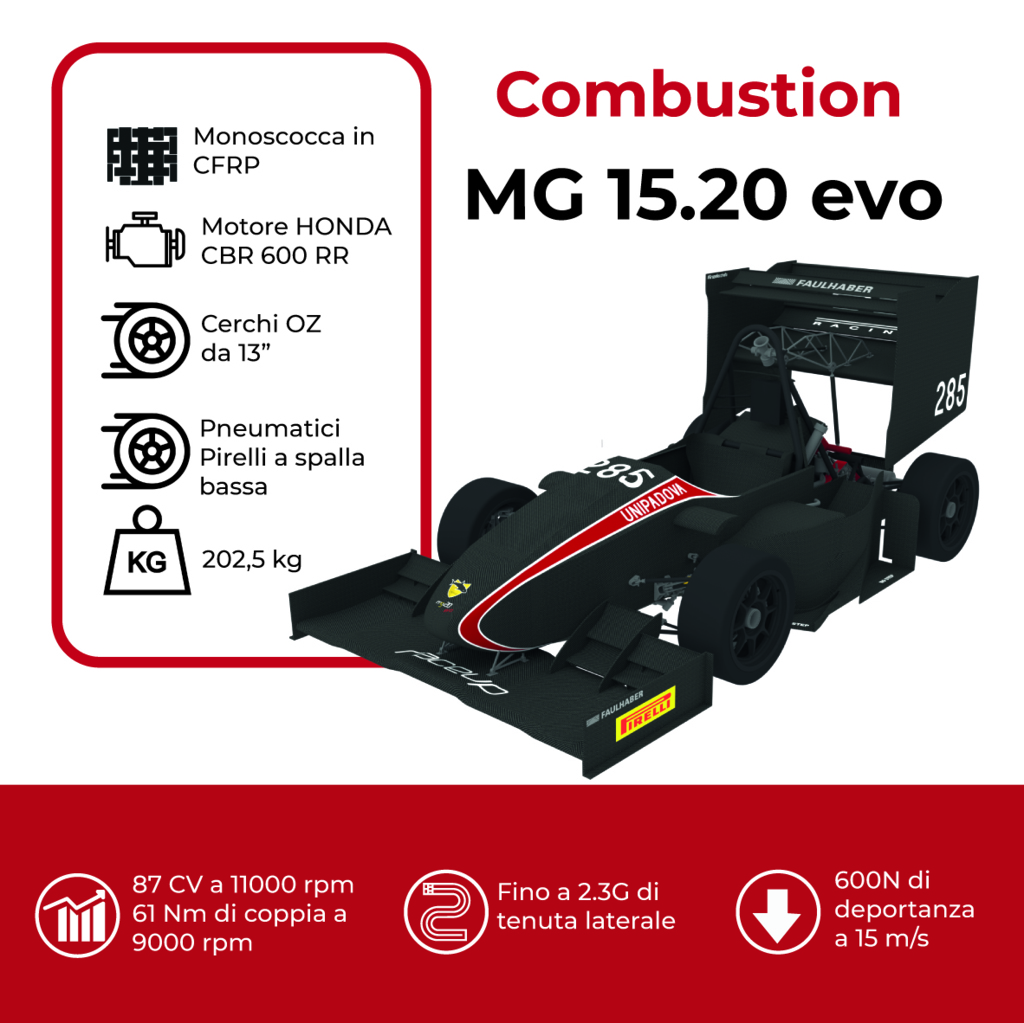 Combustion
MG 15.20 evo
Monoscocca in
CFRP
Motore HONDA
CBR 600 RR
Cerchi OZ
da 13”
Pneumatici
Pirelli a spalla
bassa
KG
202,5 kg
FAULHABER
RACIN
285
285
UNIPADOVA
faceup
FAULHABER
PIRELLI
87 CV a 11000 rpm
61 Nm di coppia a
9000 rpm
Fino a 2.3G di
tenuta laterale
600N di
deportanza
a 15 m/s